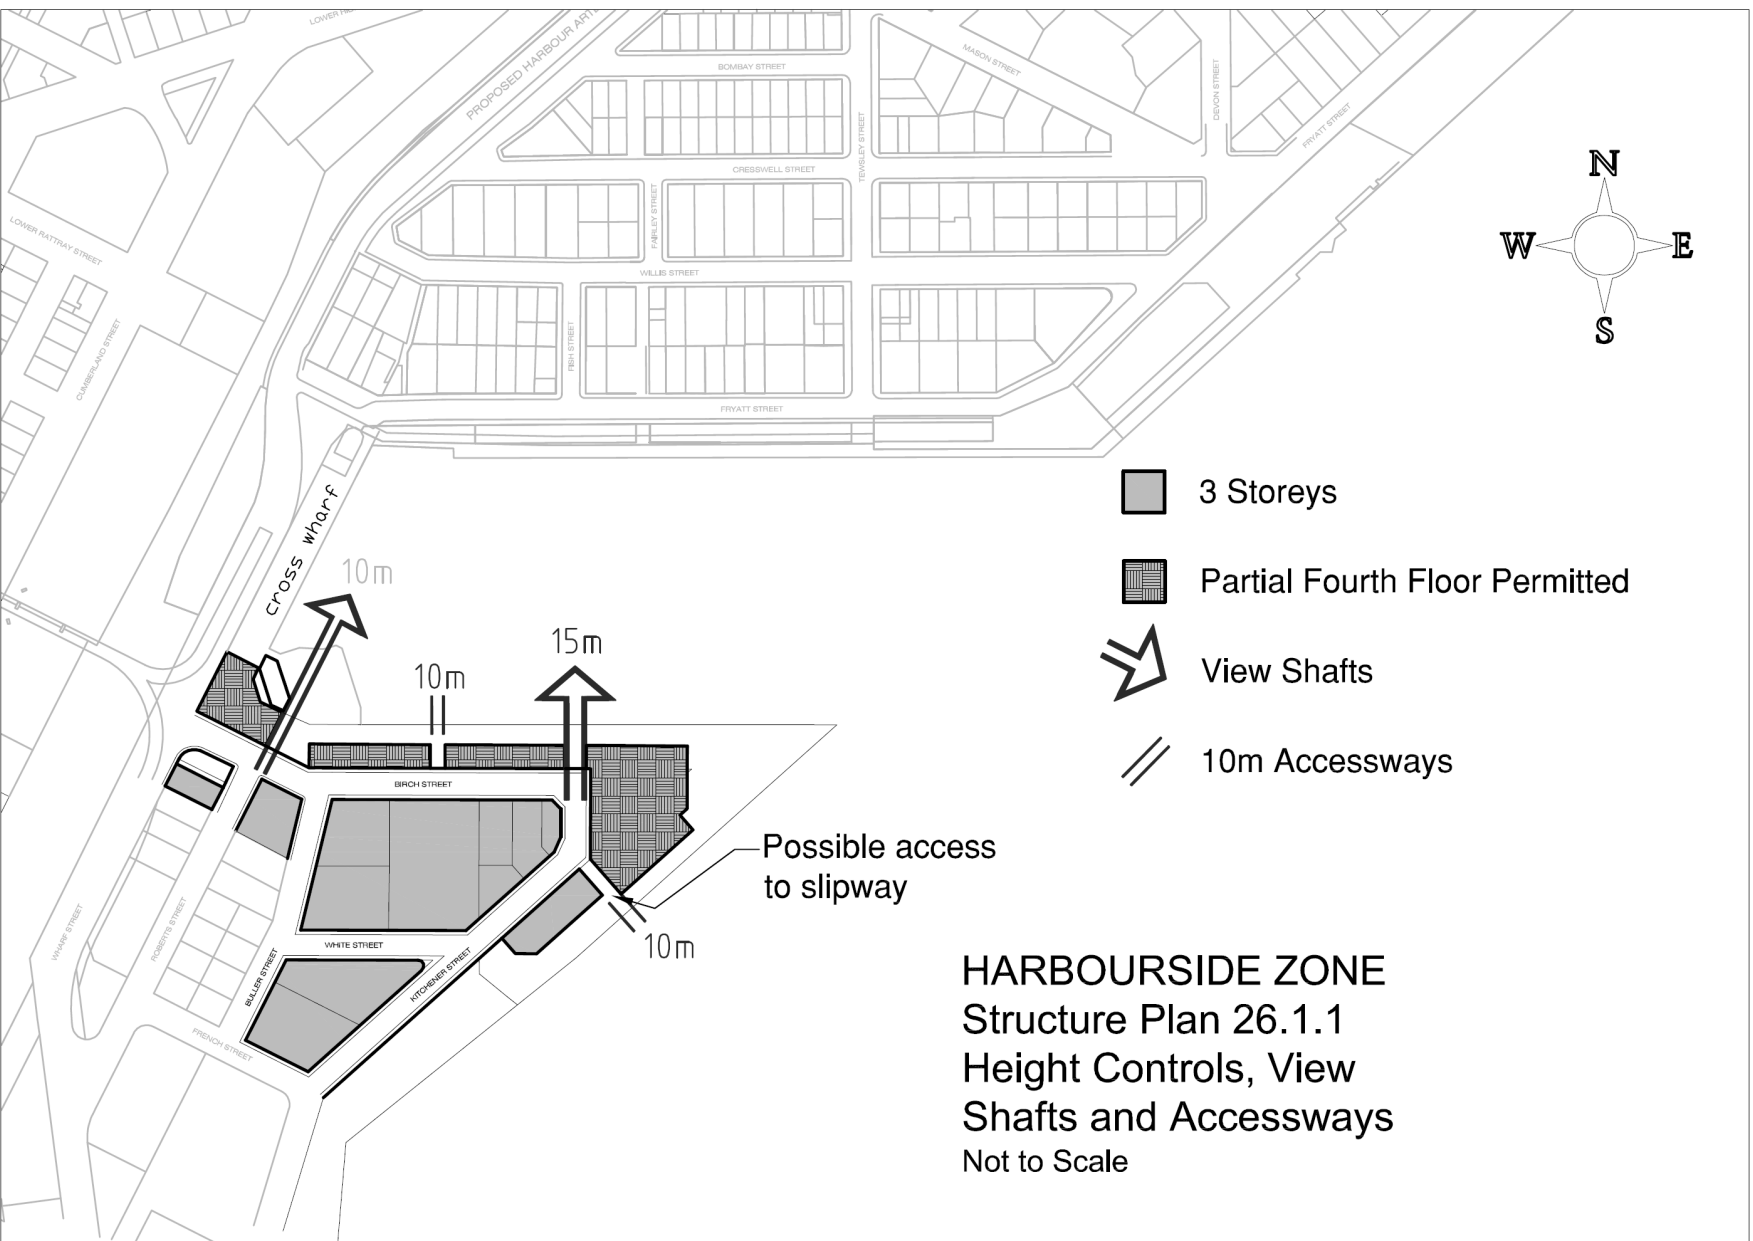 LOWER
PROPOSED HARBOUR ARTE
BOMBAY STREET
MASON STREET
DEVON STREET
FRYATT STREET
TEWSLEY STREET
CRESSWELL STREET
FAIRLEY STREET
LOWER RATTRAY STREET
WILLIS STREET
CUMBERLAND STREET
FISH STREET
FRYATT STREET
N
W
E
S
cross wharf
10m
15m
10m
BIRCH STREET
WHITE STREET
BULLER STREET
KITCHENER STREET
WHARF STREET
ROBERTS STREET
FRENCH STREET
10m
Possible access
to slipway
3 Storeys
Partial Fourth Floor Permitted
View Shafts
10m Accessways
HARBOURSIDE ZONE
Structure Plan 26.1.1
Height Controls, View
Shafts and Accessways
Not to Scale